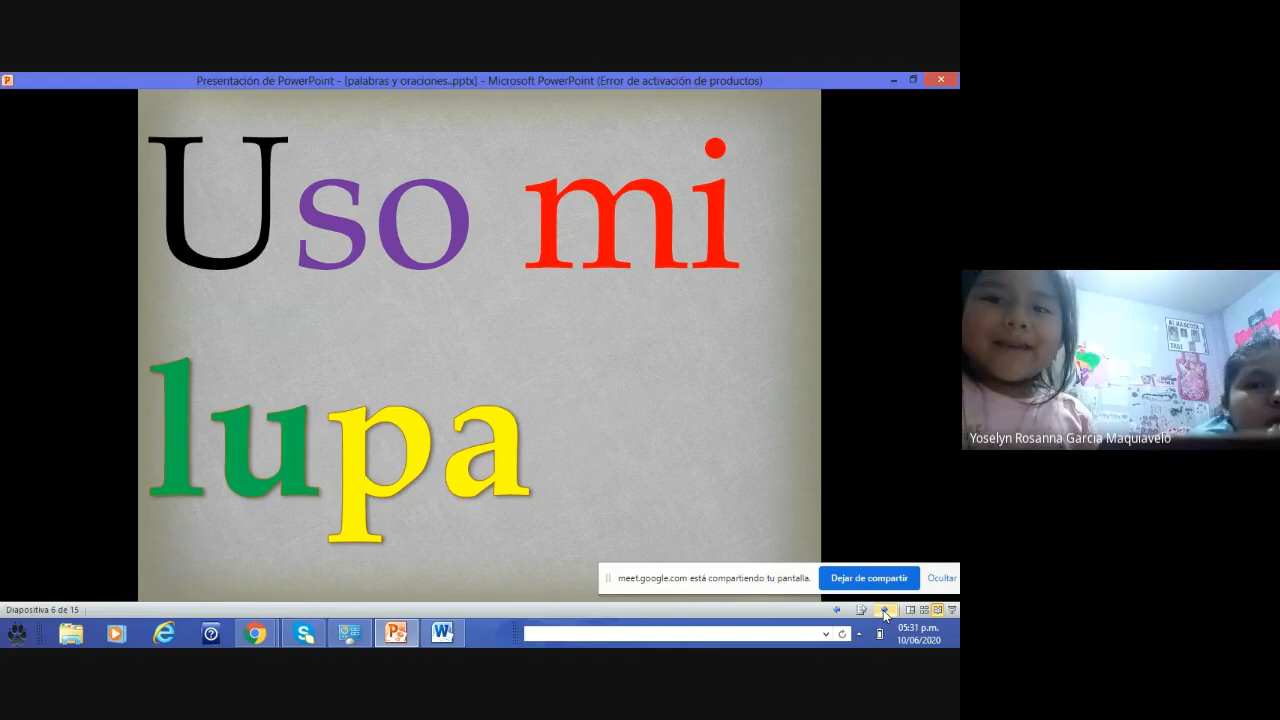 Presentación de PowerPoint - [palabras y oraciones..pptx] - Microsoft PowerPoint (Error de activación de productos)
Uso mi
lupa
MI MASCOTA
Yoselyn Rosanna Garcia Maquiavelo
meet.google.com está compartiendo tu pantalla.
Dejar de compartir
Ocultar
Diapositiva 6 de 15
05:31 p.m.
10/06/2020